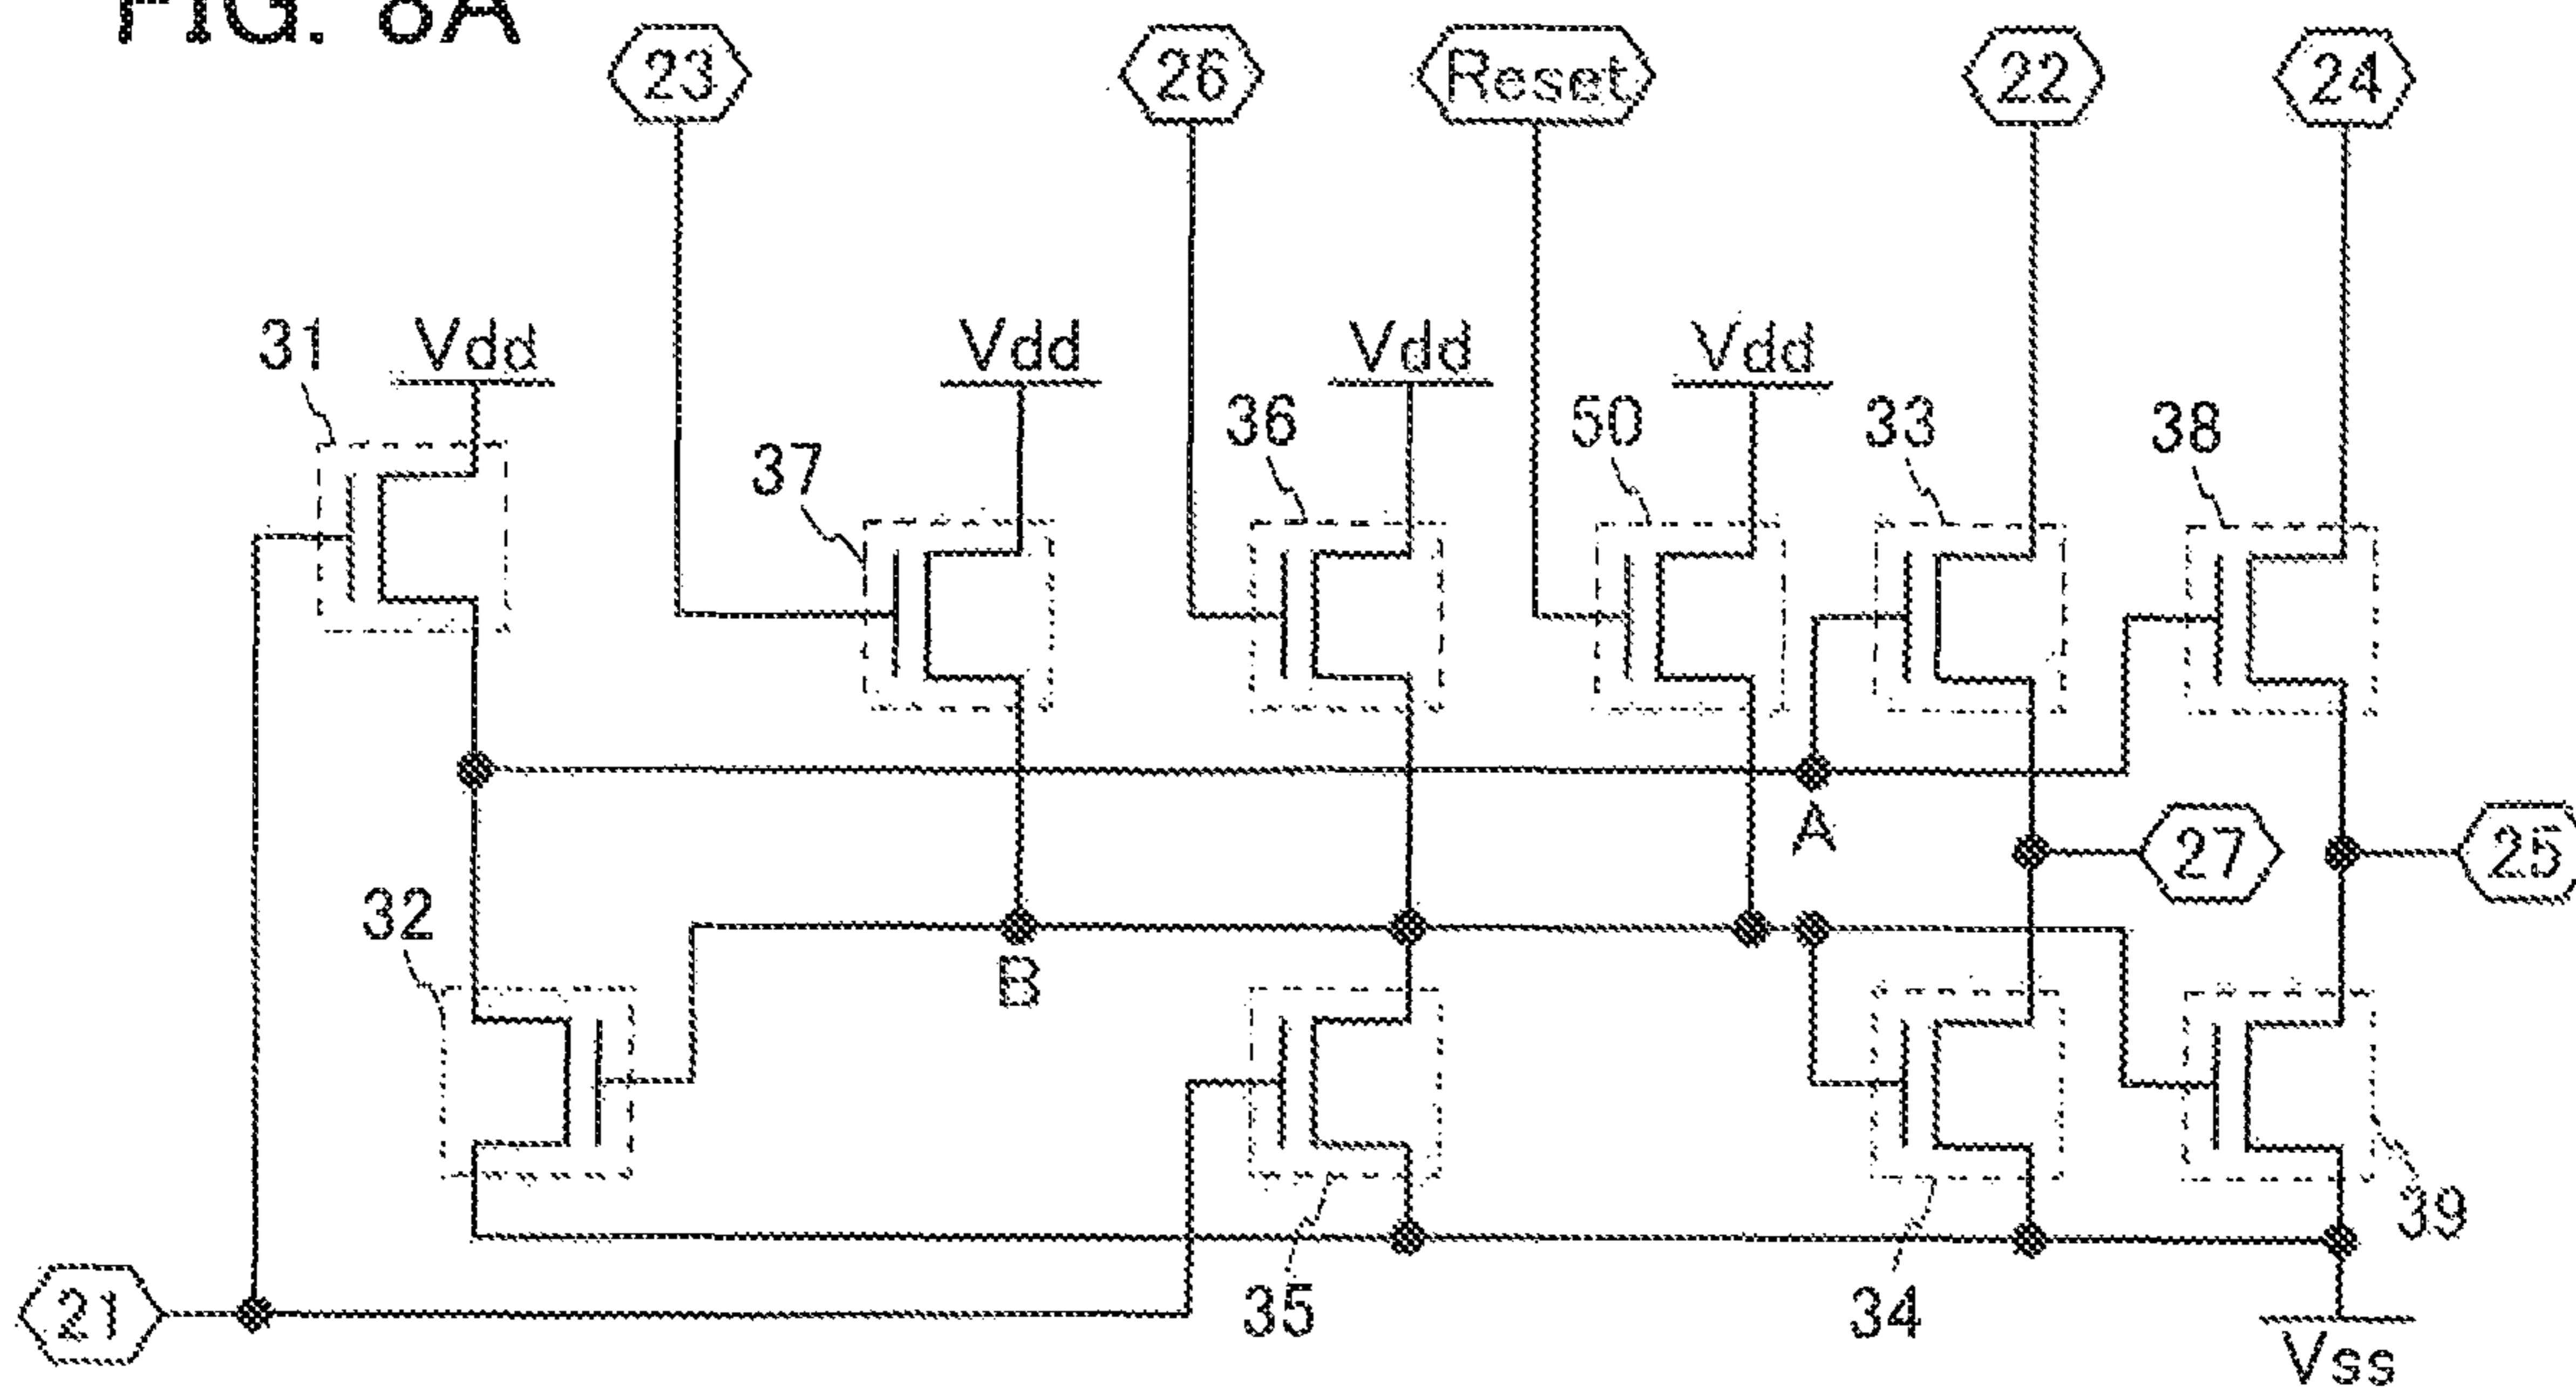 FIG. 8A
23 26 Reset 22 24
31 Vdd Vdd Vdd Vdd
37 36 50 33 38
A 27 25
32 B
39
21 35 34 Vss